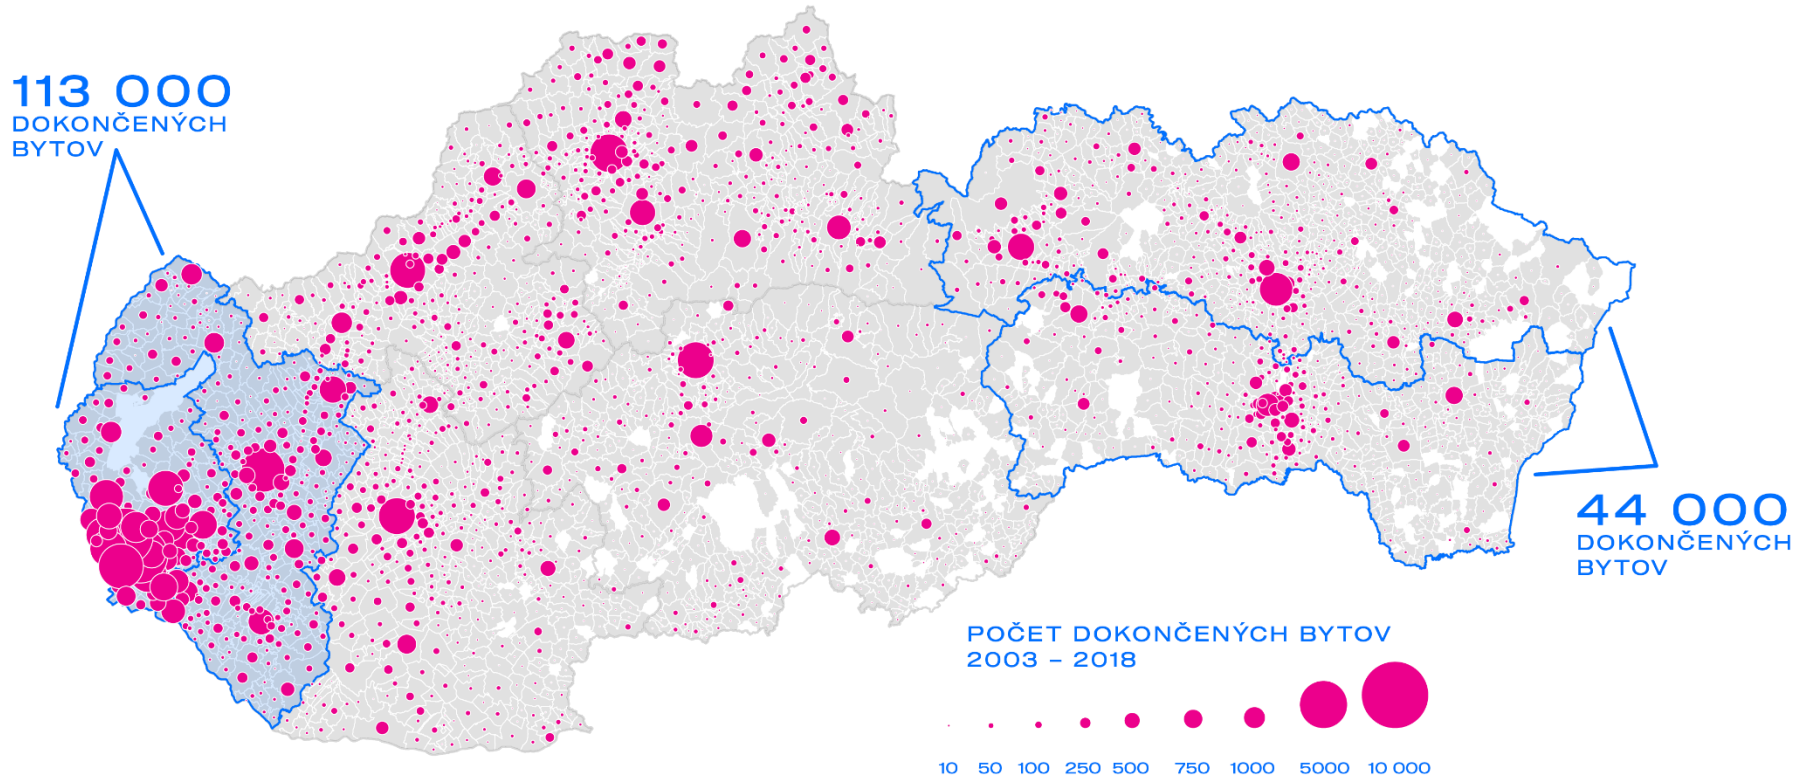 113 000
DOKONČENÝCH
BYTOV
44 000
DOKONČENÝCH
BYTOV
POČET DOKONČENÝCH BYTOV
2003 – 2018
10 50 100 250 500 750 1000 5000 10 000